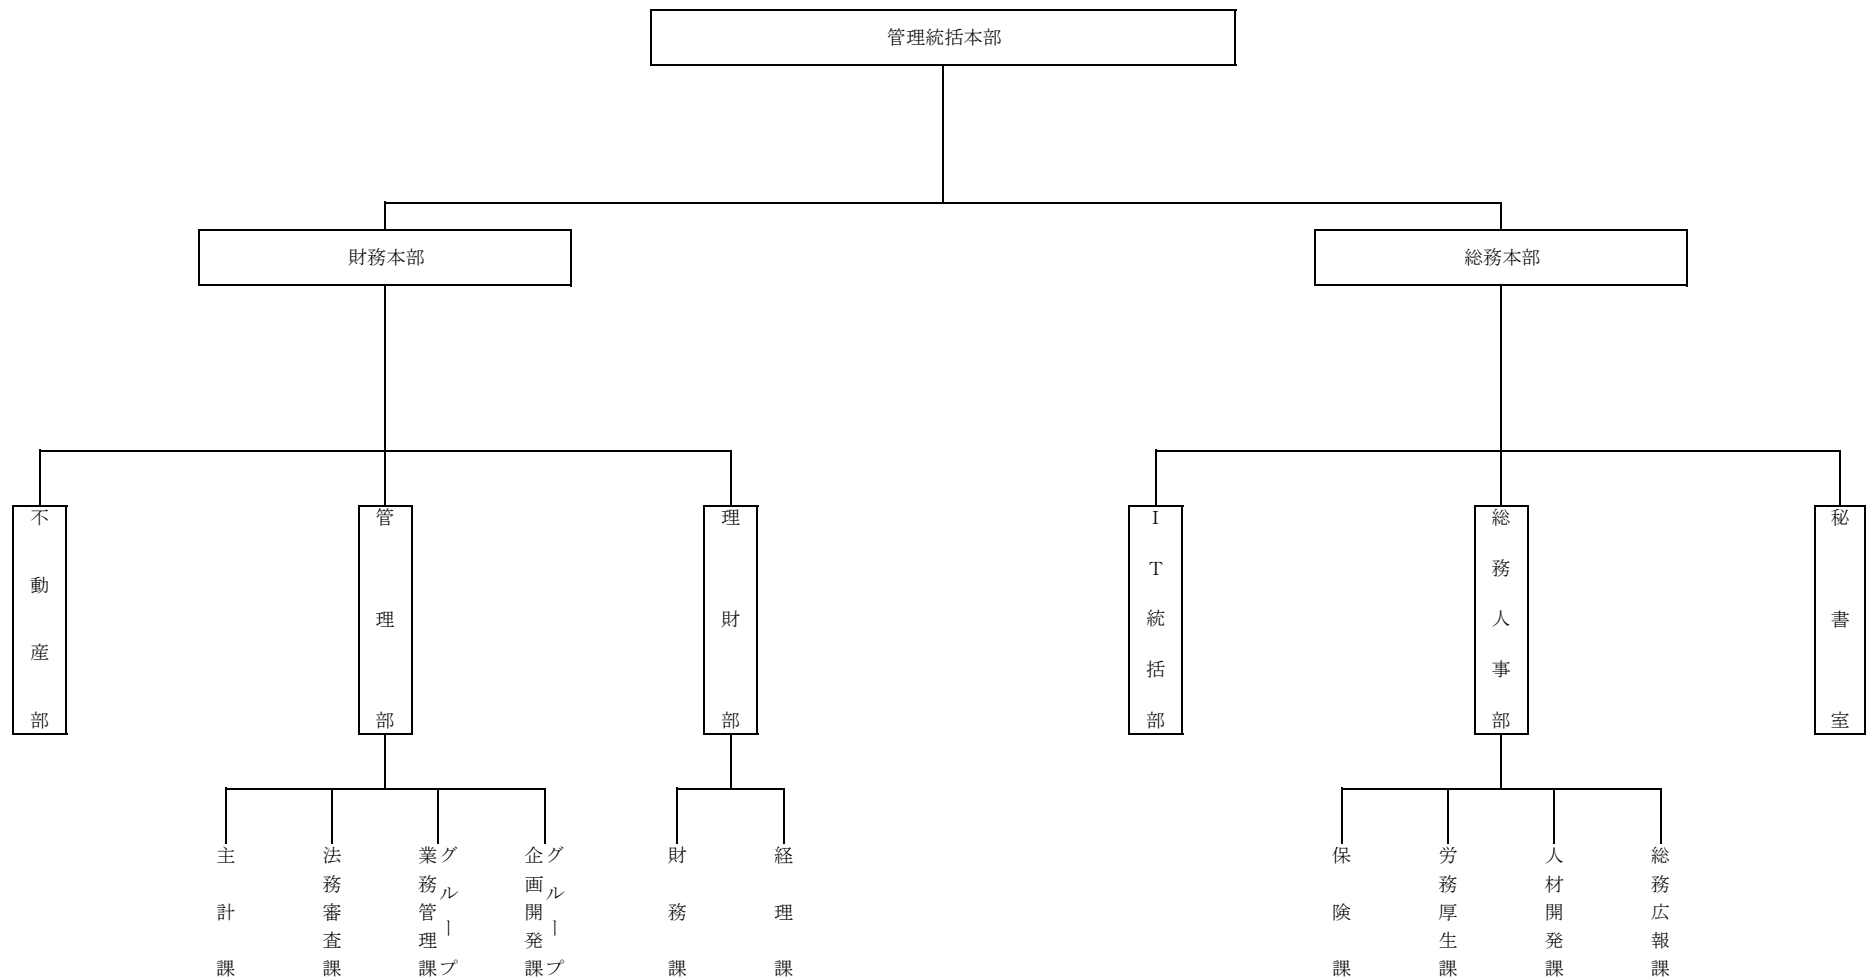 管理統括本部
財務本部
総務本部
不動産部
管理部
理財部
IT統括部
総務人事部
秘書室
主計課
法務審査課
グループ
業務管理課
グループ
企画開発課
財務課
経理課
保険課
労務厚生課
人材開発課
総務広報課